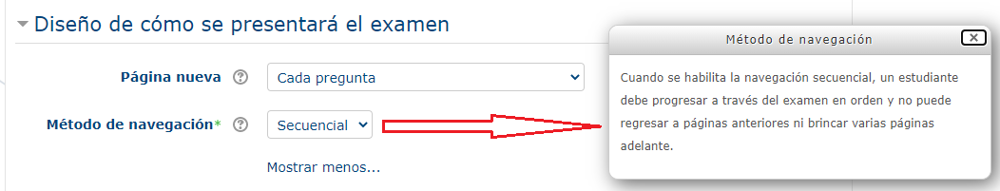 Diseño de cómo se presentará el examen
Página nueva
Cada pregunta
Método de navegación*
Secuencial
Mostrar menos...
Método de navegación
Cuando se habilita la navegación secuencial, un estudiante
debe progresar a través del examen en orden y no puede
regresar a páginas anteriores ni brincar varias páginas
adelante.